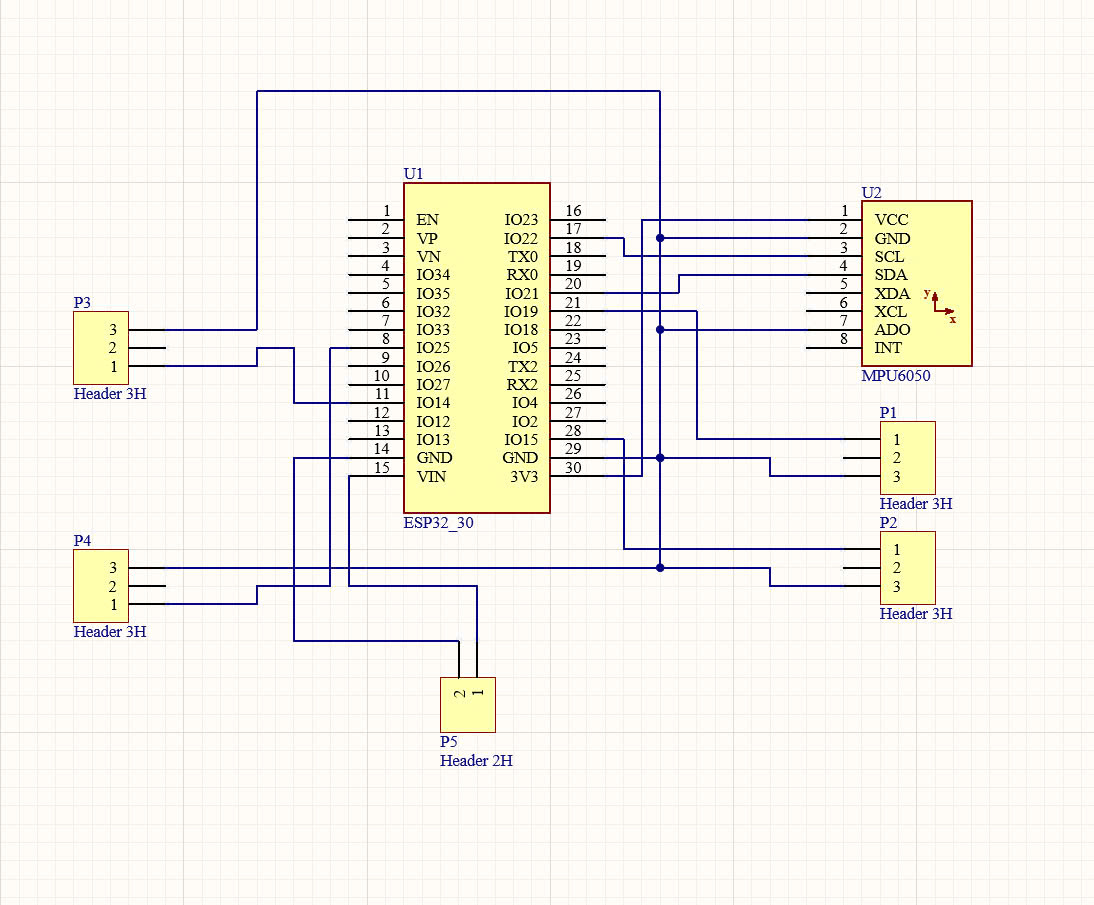 U1
1 EN IO23 16
2 VP IO22 17
3 VN TX0 18
4 IO34 RX0 19
5 IO35 IO21 20
6 IO32 IO19 21
7 IO33 IO18 22
8 IO25 IO5 23
9 IO26 TX2 24
10 IO27 RX2 25
11 IO14 IO4 26
12 IO12 IO2 27
13 IO13 IO15 28
14 GND GND 29
15 VIN 3V3 30
ESP32_30
U2
1 VCC
2 GND
3 SCL
4 SDA
5 XDA
6 XCL
7 ADO
8 INT
y
x
MPU6050
P3
3
2
1
Header 3H
P1
1
2
3
Header 3H
P2
1
2
3
Header 3H
P4
3
2
1
Header 3H
2 1
P5
Header 2H